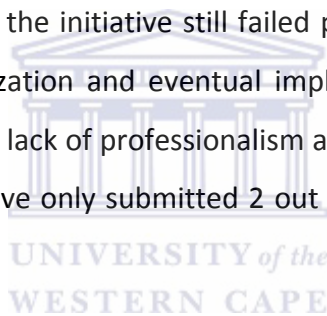 the initiative still failed p
ization and eventual impl
lack of professionalism a
ve only submitted 2 out
UNIVERSITY of the
WESTERN CAPE